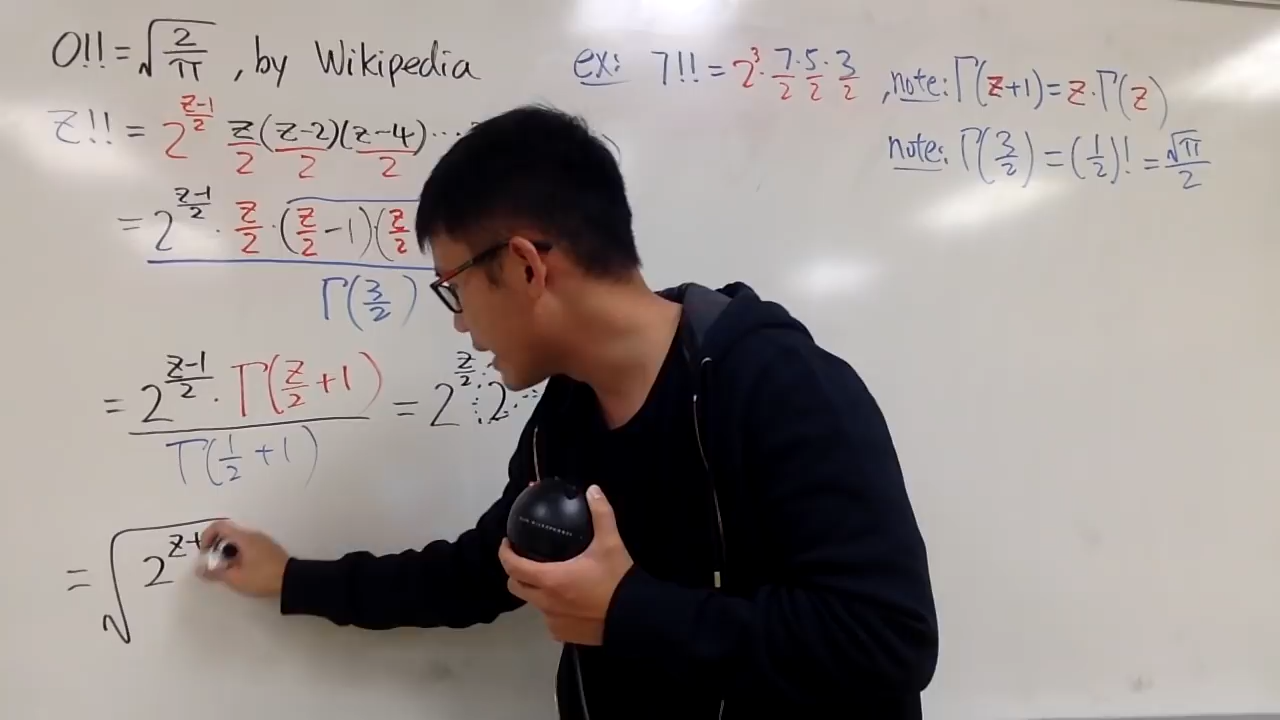 0!! = √(2/π) , by Wikipedia
z!! = 2^((z-1)/2) z/2 (z-2)/2 (z-4)/2 ...
= 2^((z-1)/2) · z/2 · (z/2 - 1)(z/2
Γ(3/2)
= 2^((z-1)/2) · Γ(z/2 + 1) / Γ(1/2 + 1) = 2^(z/2) · 2
= √2^(z+
ex: 7!! = 2^3 · 7/2 · 5/2 · 3/2 , note: Γ(z+1) = z · Γ(z)
note: Γ(3/2) = (1/2)! = √π/2